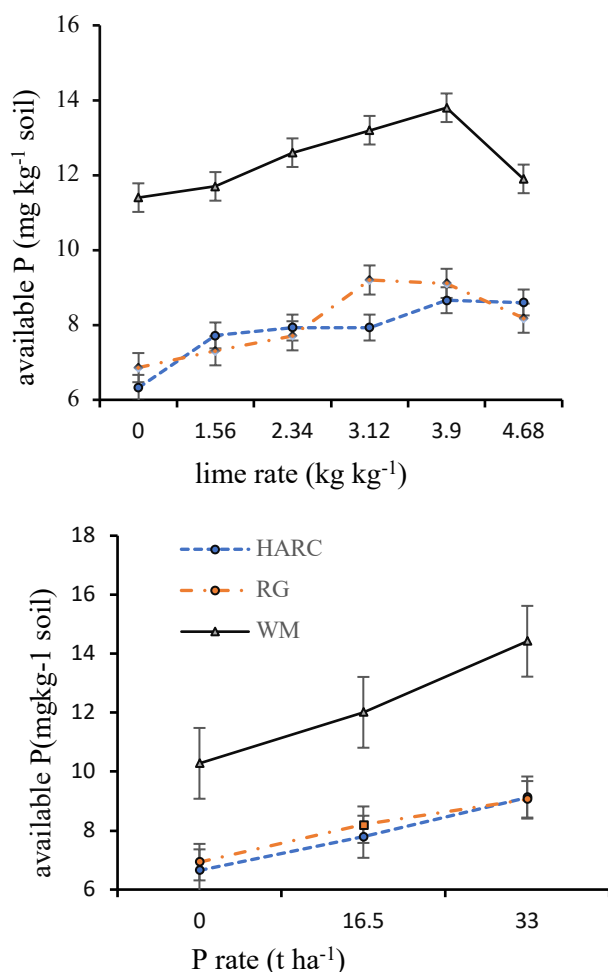 16
14
12
10
8
6
available P (mg kg⁻¹ soil)
0 1.56 2.34 3.12 3.9 4.68
lime rate (kg kg⁻¹)
18
16
14
12
10
8
6
available P(mgkg-1 soil)
HARC
RG
WM
0 16.5 33
P rate (t ha⁻¹)